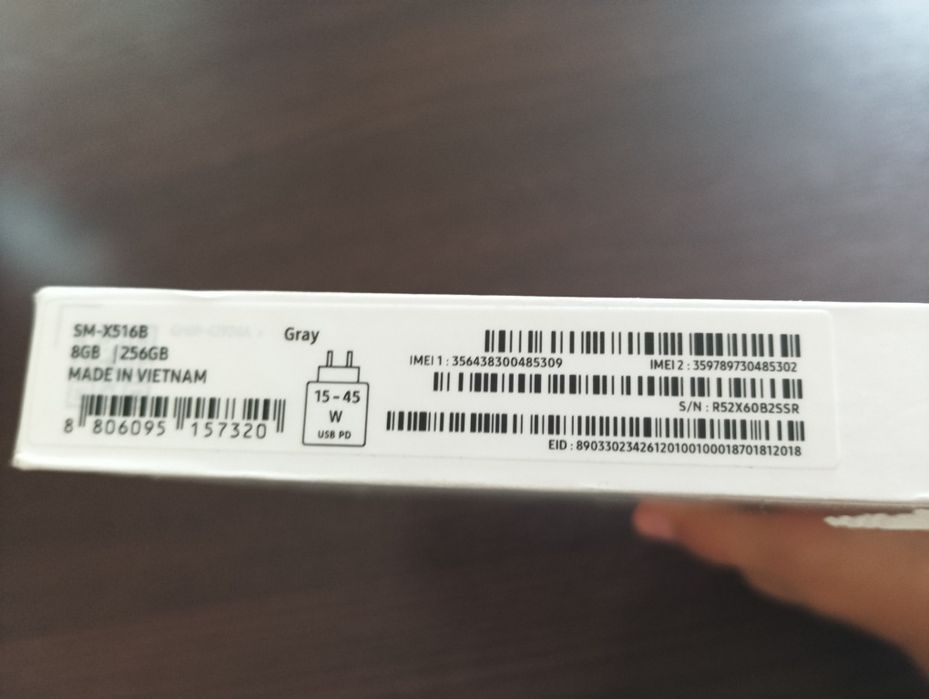 SM-X516B
Gray
8GB | 256GB
MADE IN VIETNAM
8 806095 157320
15 – 45
W
USB PD
IMEI 1 : 356438300485309
IMEI 2 : 359789730485302
S/N : R52X60B2SSR
EID : 89033023426120100100018701812018